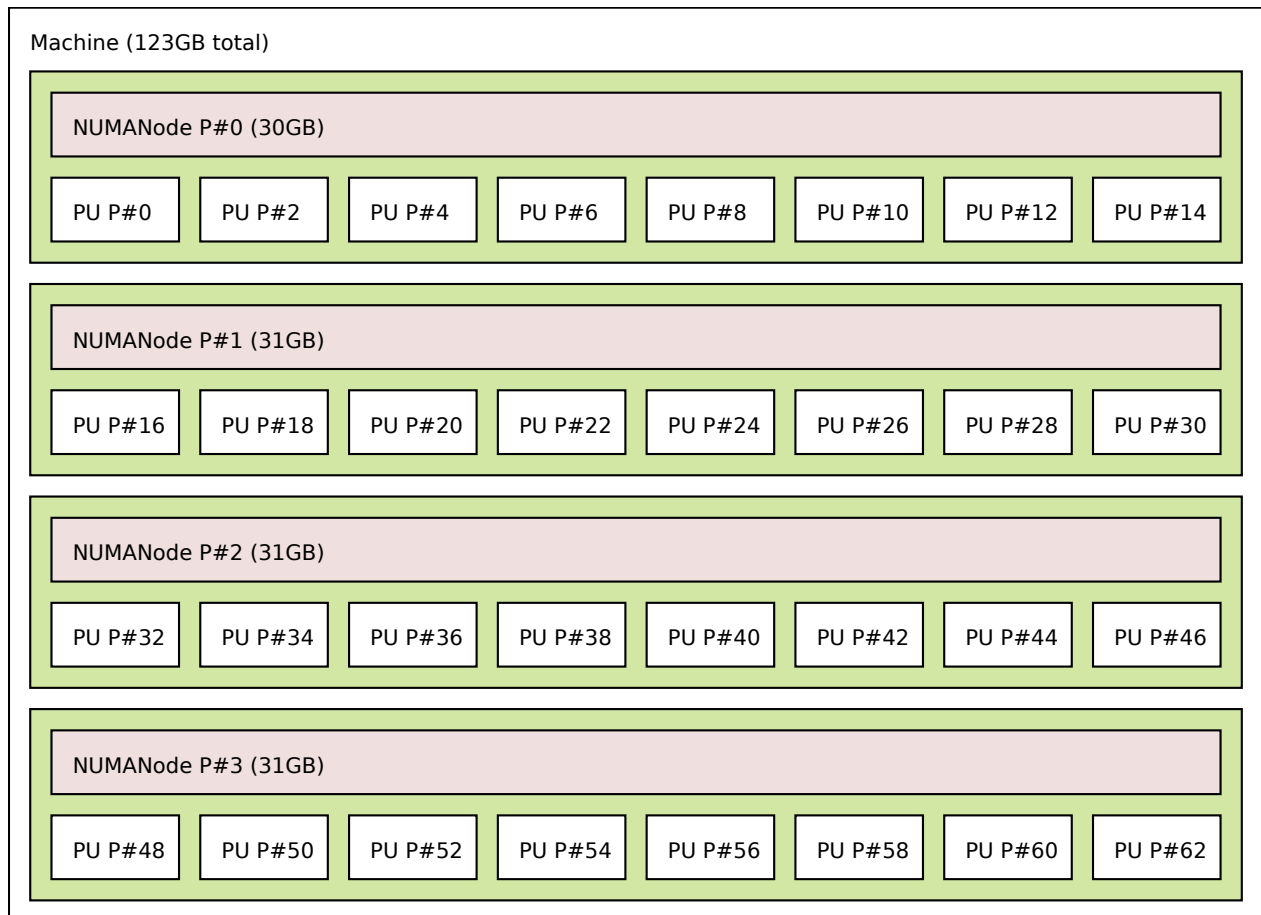 Machine (123GB total)
NUMANode P#0 (30GB)
PU P#0 PU P#2 PU P#4 PU P#6 PU P#8 PU P#10 PU P#12 PU P#14
NUMANode P#1 (31GB)
PU P#16 PU P#18 PU P#20 PU P#22 PU P#24 PU P#26 PU P#28 PU P#30
NUMANode P#2 (31GB)
PU P#32 PU P#34 PU P#36 PU P#38 PU P#40 PU P#42 PU P#44 PU P#46
NUMANode P#3 (31GB)
PU P#48 PU P#50 PU P#52 PU P#54 PU P#56 PU P#58 PU P#60 PU P#62